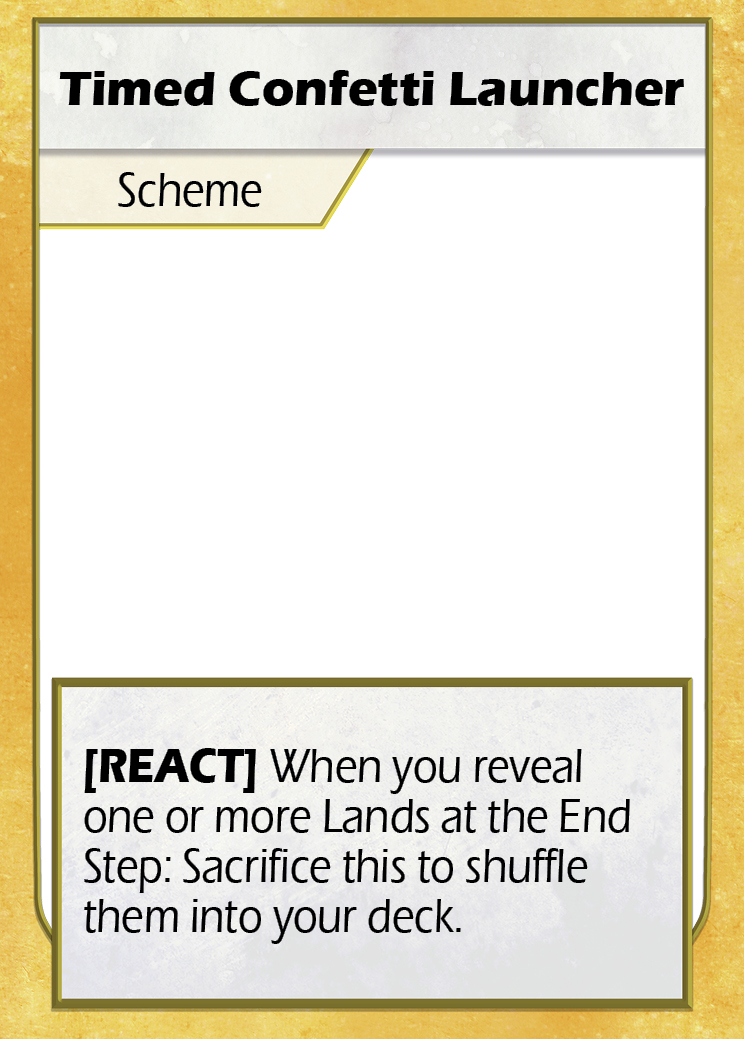 Timed Confetti Launcher
Scheme
[REACT] When you reveal
one or more Lands at the End
Step: Sacrifice this to shuffle
them into your deck.